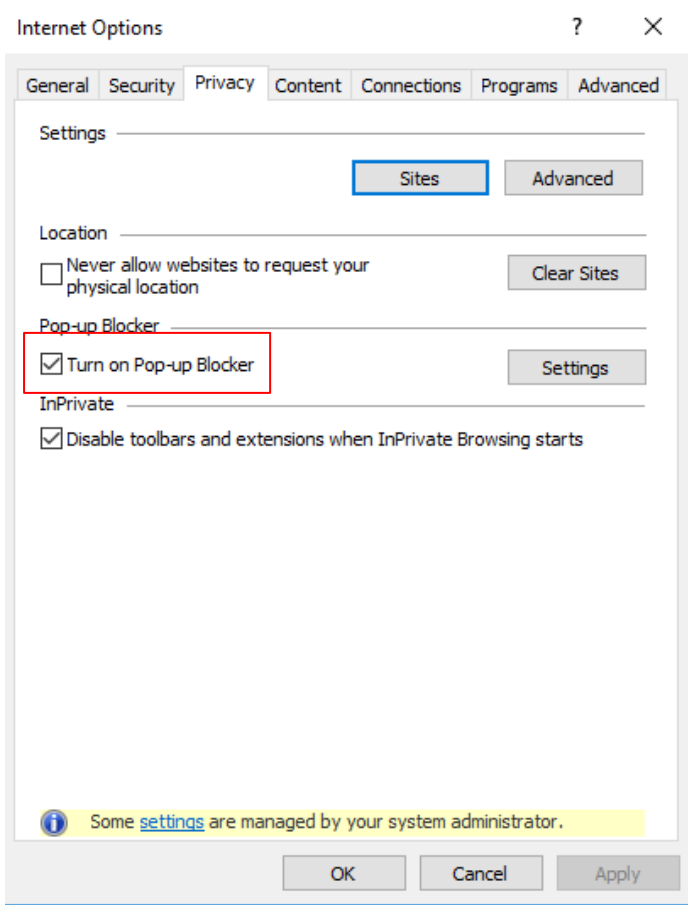 Internet Options ?
General Security Privacy Content Connections Programs Advanced
Settings
Sites Advanced
Location
Never allow websites to request your
physical location
Clear Sites
Pop-up Blocker
Turn on Pop-up Blocker Settings
InPrivate
Disable toolbars and extensions when InPrivate Browsing starts
Some settings are managed by your system administrator.
OK Cancel Apply